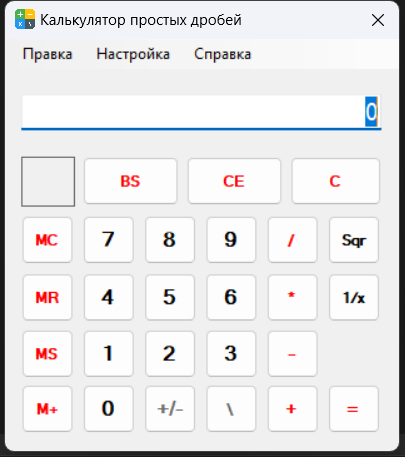 Калькулятор простых дробей
Правка Настройка Справка
0
BS CE C
MC 7 8 9 / Sqr
MR 4 5 6 * 1/x
MS 1 2 3 -
M+ 0 +/- \ + =